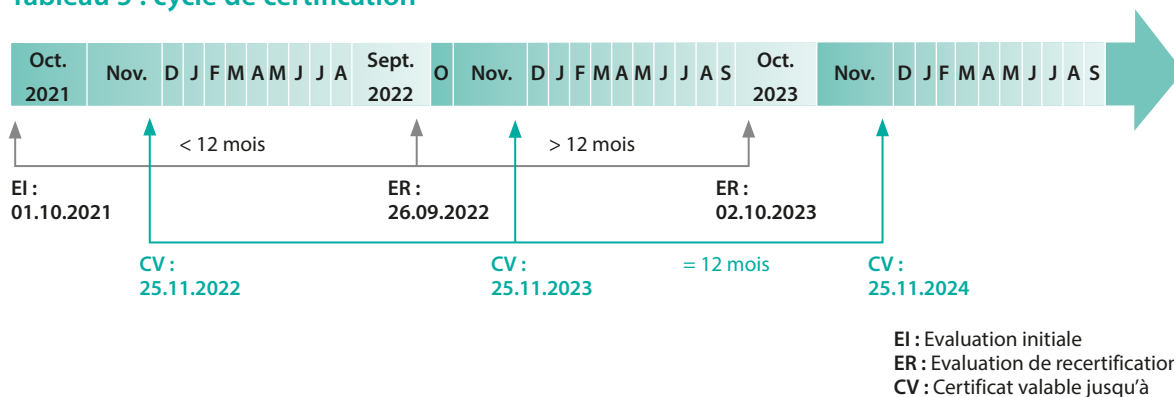 Tableau 5 : cycle de certification
Oct. 2021 Nov. D J F M A M J J A Sept. 2022 O Nov. D J F M A M J J A S Oct. 2023 Nov. D J F M A M J J A S
< 12 mois > 12 mois
EI : 01.10.2021
ER : 26.09.2022
ER : 02.10.2023
CV : 25.11.2022
CV : 25.11.2023
= 12 mois
CV : 25.11.2024
EI : Evaluation initiale
ER : Evaluation de recertification
CV : Certificat valable jusqu'à